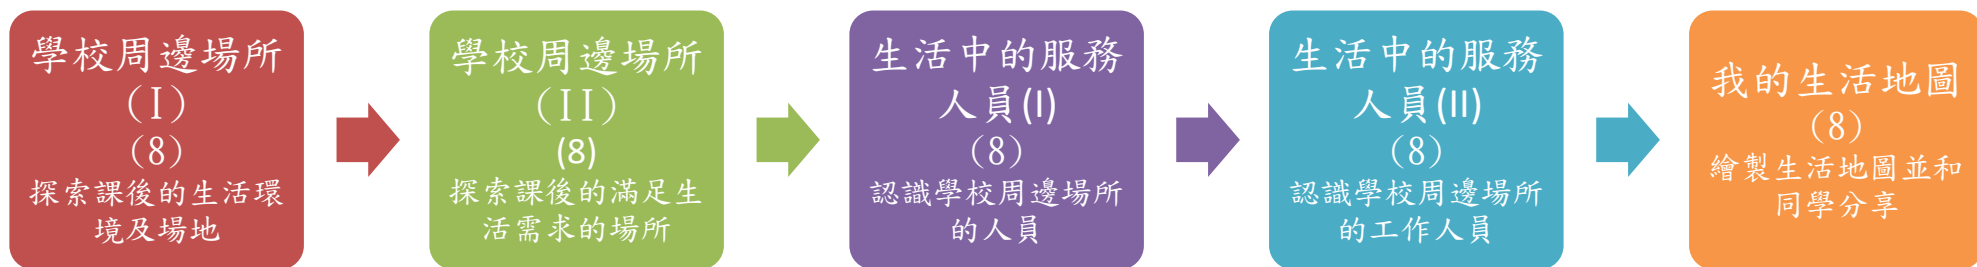 學校周邊場所
（I）
（8）
探索課後的生活環
境及場地
學校周邊場所
（II）
(8)
探索課後的滿足生
活需求的場所
生活中的服務
人員(I)
（8）
認識學校周邊場所
的人員
生活中的服務
人員(II)
（8）
認識學校周邊場所
的工作人員
我的生活地圖
（8）
繪製生活地圖並和
同學分享